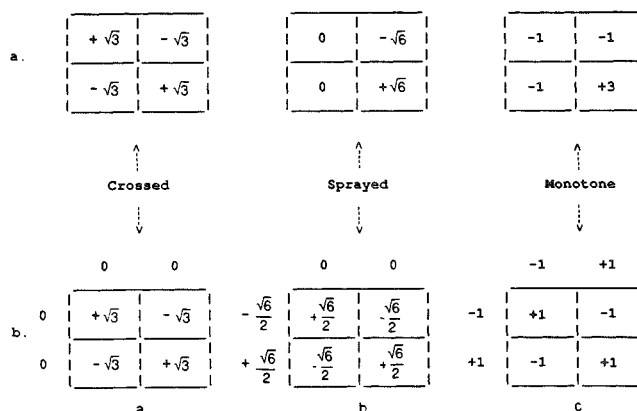 + √3 - √3 0 - √6 -1 -1
a.
- √3 + √3 0 +√6 -1 +3
Crossed Sprayed Monotone
0 0 0 0 -1 +1
0 + √3 - √3 - √6/2 +√6/2 -√6/2 -1 +1 -1
b.
0 - √3 + √3 + √6/2 -√6/2 +√6/2 +1 -1 +1
a b c